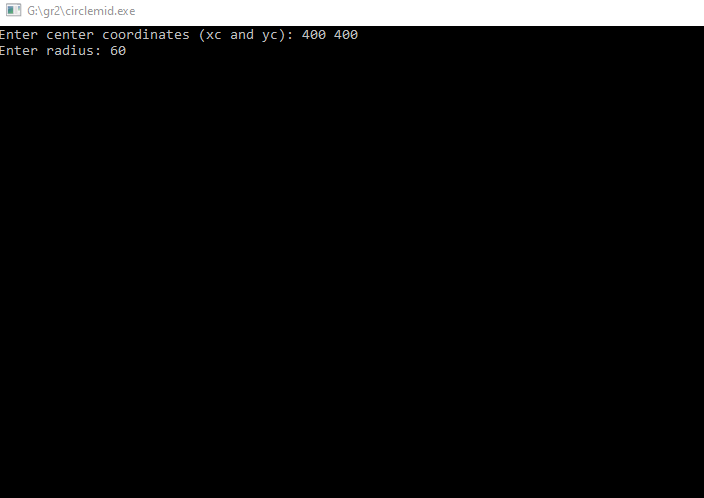 G:\gr2\circlemid.exe
Enter center coordinates (xc and yc): 400 400
Enter radius: 60